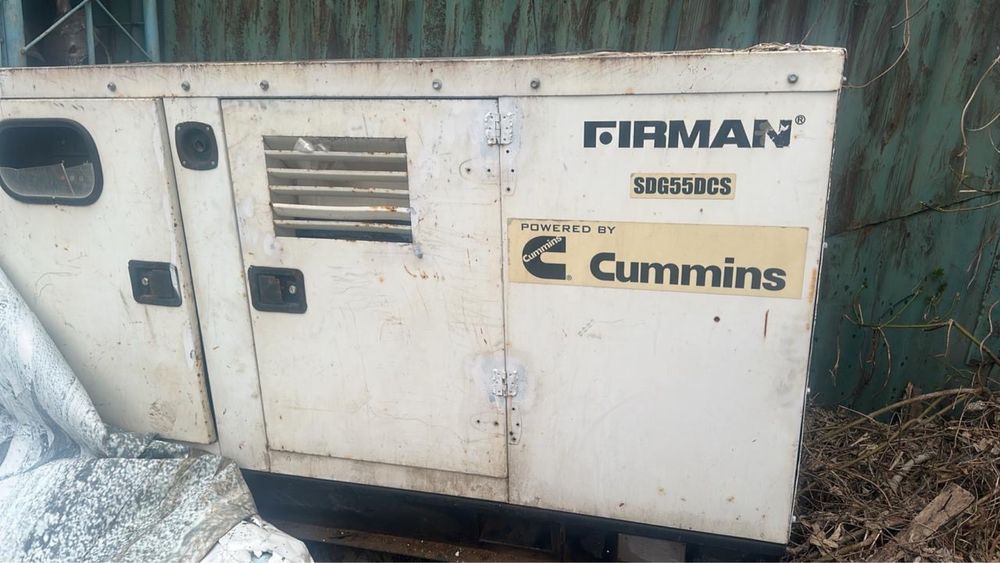 FIRMAN®
SDG55DCS
POWERED BY
Cummins
Cummins